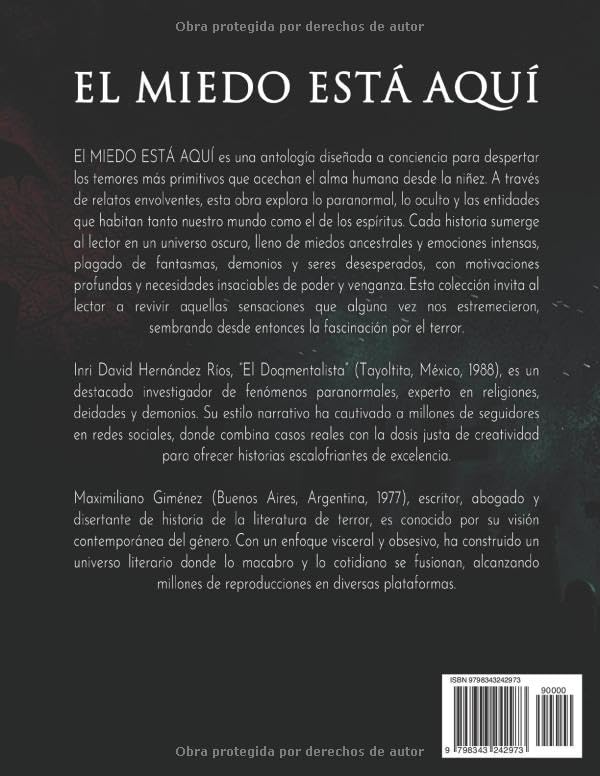 Obra protegida por derechos de autor
EL MIEDO ESTÁ AQUÍ
El MIEDO ESTÁ AQUÍ es una antología diseñada a conciencia para despertar
los temores más primitivos que acechan el alma humana desde la niñez. A través
de relatos envolventes, esta obra explora lo paranormal, lo oculto y las entidades
que habitan tanto nuestro mundo como el de los espíritus. Cada historia sumerge
al lector en un universo oscuro, lleno de miedos ancestrales y emociones intensas,
plagado de fantasmas, demonios y seres desesperados, con motivaciones
profundas y necesidades insaciables de poder y venganza. Esta colección invita al
lector a revivir aquellas sensaciones que alguna vez nos estremecieron,
sembrando desde entonces la fascinación por el terror.
Inri David Hernández Ríos, "El Doqmentalista" (Tayoltita, México, 1988), es un
destacado investigador de fenómenos paranormales, experto en religiones,
deidades y demonios. Su estilo narrativo ha cautivado a millones de seguidores
en redes sociales, donde combina casos reales con la dosis justa de creatividad
para ofrecer historias escalofriantes de excelencia.
Maximiliano Giménez (Buenos Aires, Argentina, 1977), escritor, abogado y
disertante de historia de la literatura de terror, es conocido por su visión
contemporánea del género. Con un enfoque visceral y obsesivo, ha construido un
universo literario donde lo macabro y lo cotidiano se fusionan, alcanzando
millones de reproducciones en diversas plataformas.
ISBN 9798343242973
90000
9 798343 242973
Obra protegida por derechos de autor